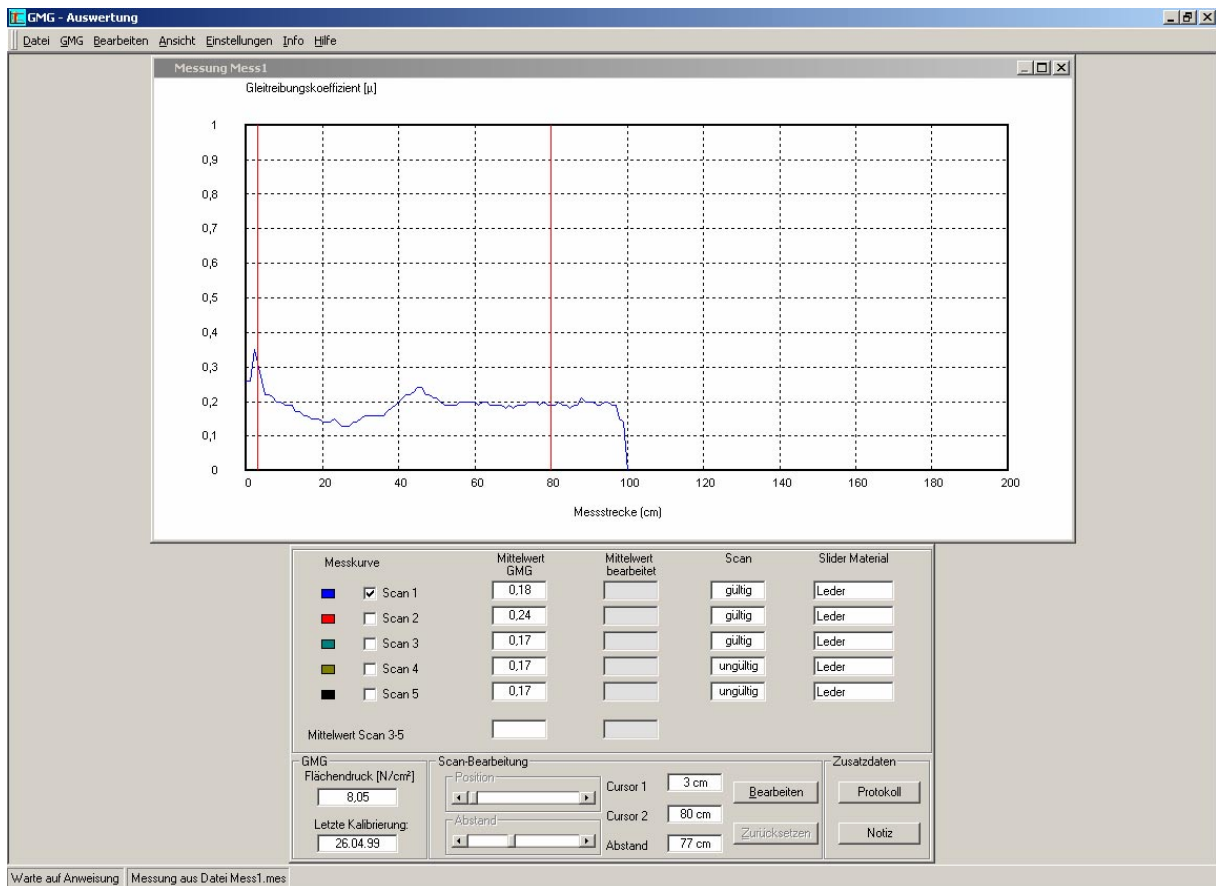 GMG - Auswertung
Datei GMG Bearbeiten Ansicht Einstellungen Info Hilfe
Messung Mess1
Gleitreibungskoeffizient [µ]
1
0,9
0,8
0,7
0,6
0,5
0,4
0,3
0,2
0,1
0
0 20 40 60 80 100 120 140 160 180 200
Messstrecke (cm)
Messkurve Mittelwert GMG Mittelwert bearbeitet Scan Slider Material
Scan 1 0,18 gültig Leder
Scan 2 0,24 gültig Leder
Scan 3 0,17 gültig Leder
Scan 4 0,17 ungültig Leder
Scan 5 0,17 ungültig Leder
Mittelwert Scan 3-5
GMG
Flächendruck [N/cm²]
8,05
Letzte Kalibrierung:
26.04.99
Scan-Bearbeitung
Position
Abstand
Cursor 1 3 cm
Cursor 2 80 cm
Abstand 77 cm
Bearbeiten
Zurücksetzen
Zusatzdaten
Protokoll
Notiz
Warte auf Anweisung Messung aus Datei Mess1.mes